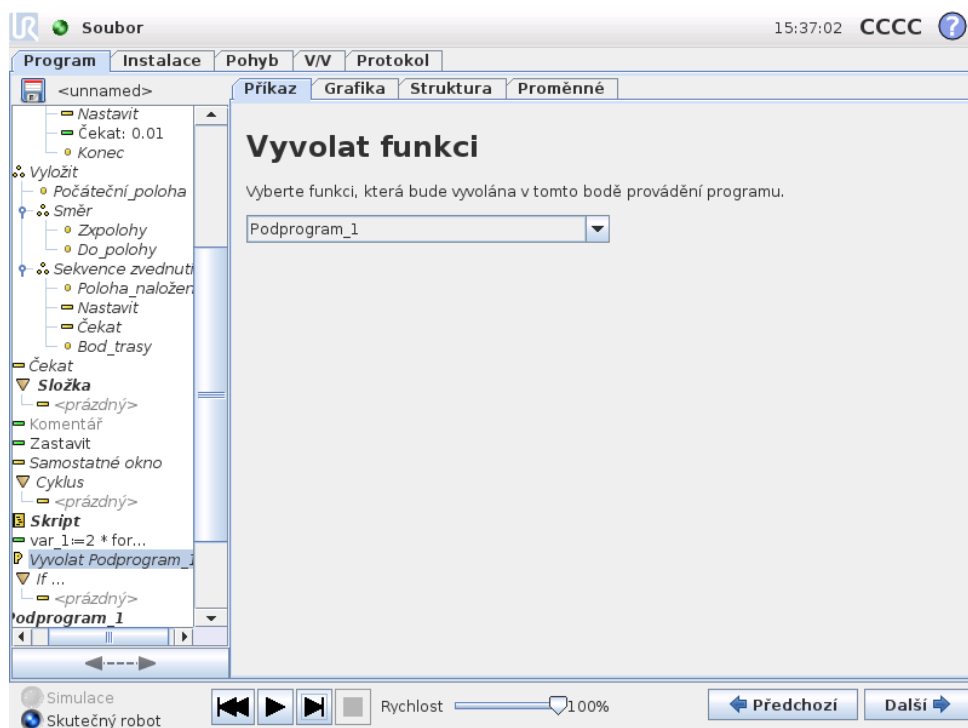 UR Soubor 15:37:02 CCCC ?
Program Instalace Pohyb V/V Protokol
<unnamed>
Příkaz Grafika Struktura Proměnné
Nastavit
Čekat: 0.01
Konec
Vyložit
Počáteční_poloha
Směr
Zxpolohy
Do_polohy
Sekvence zvednutí
Poloha_naložen
Nastavit
Čekat
Bod_trasy
Čekat
Složka
<prázdný>
Komentář
Zastavit
Samostatné okno
Cyklus
<prázdný>
Skript
var_1:=2 * for...
Vyvolat Podprogram_1
If ...
<prázdný>
Podprogram_1
Vyvolat funkci
Vyberte funkci, která bude vyvolána v tomto bodě provádění programu.
Podprogram_1
Simulace
Skutečný robot
Rychlost 100%
Předchozí Další